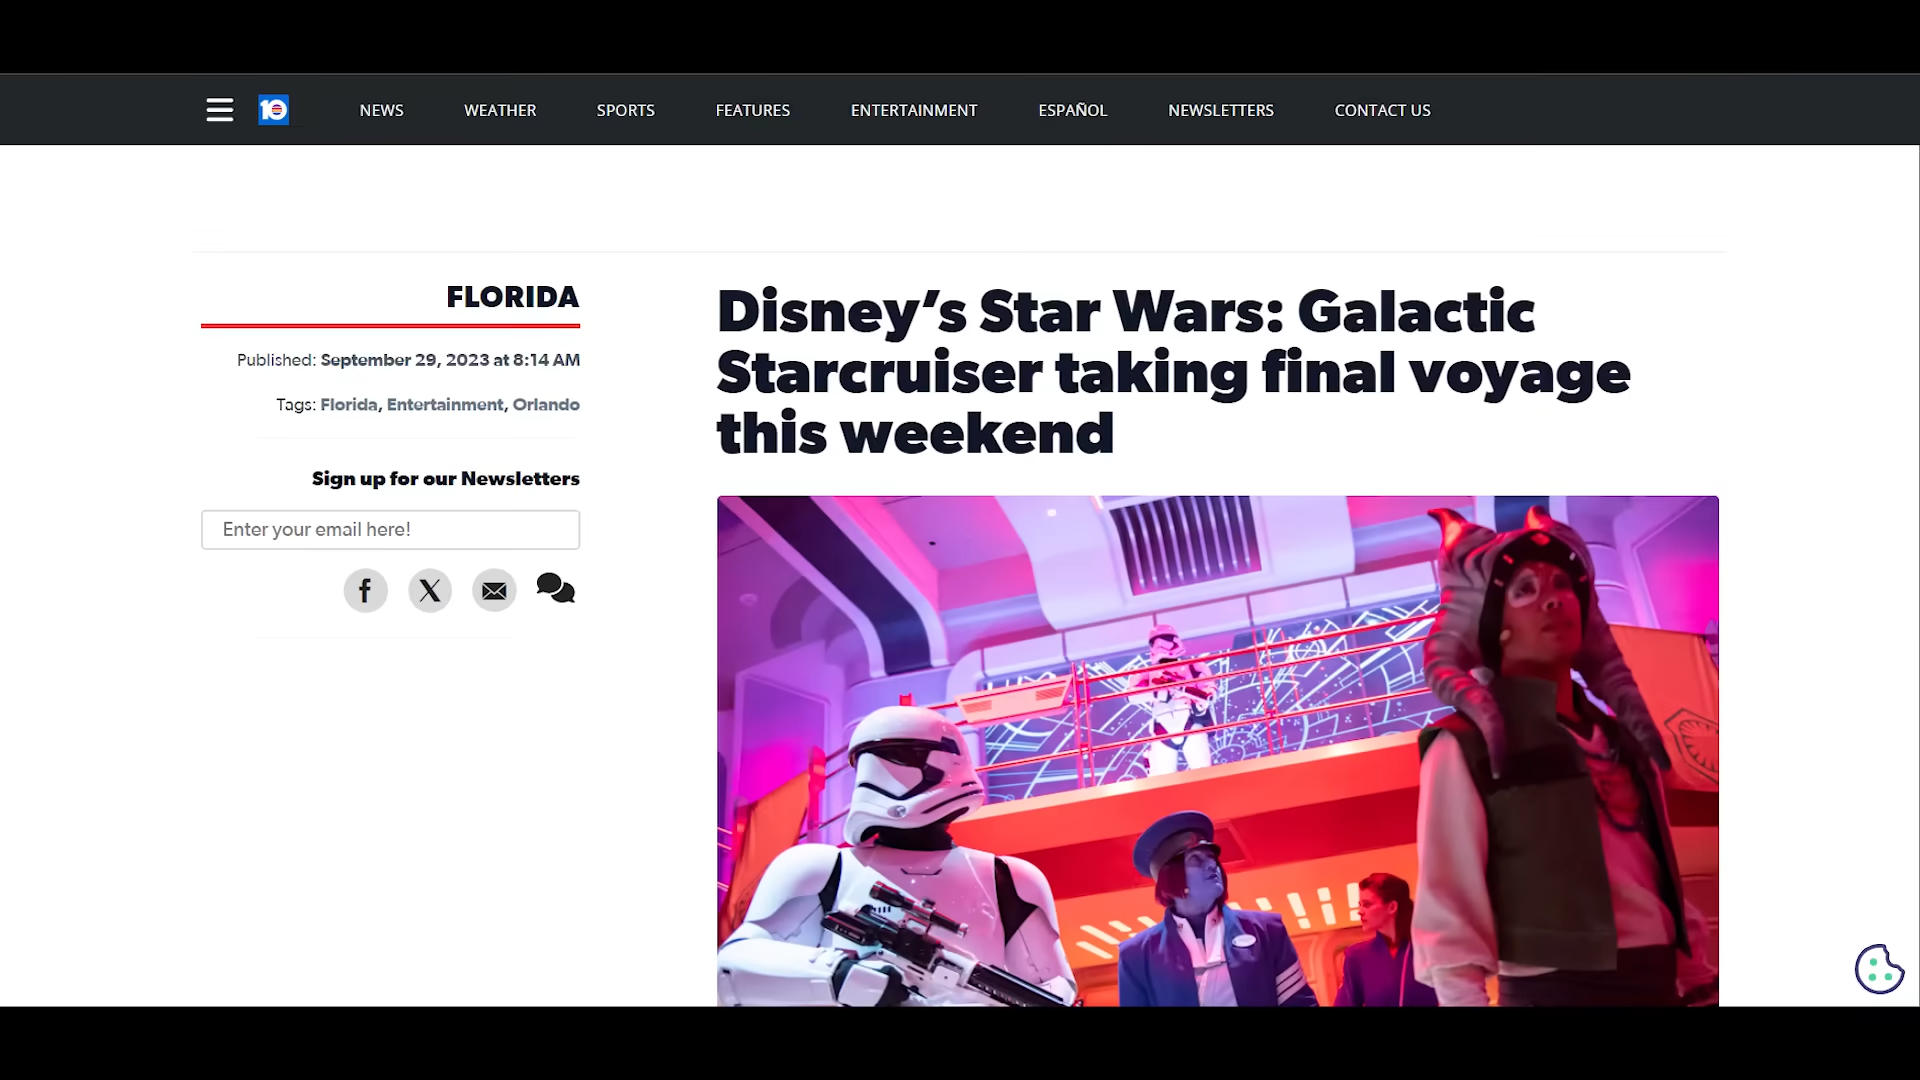 10
NEWS
WEATHER
SPORTS
FEATURES
ENTERTAINMENT
ESPAÑOL
NEWSLETTERS
CONTACT US
FLORIDA
Published: September 29, 2023 at 8:14 AM
Tags: Florida, Entertainment, Orlando
Sign up for our Newsletters
Enter your email here!
Disney’s Star Wars: Galactic
Starcruiser taking final voyage
this weekend